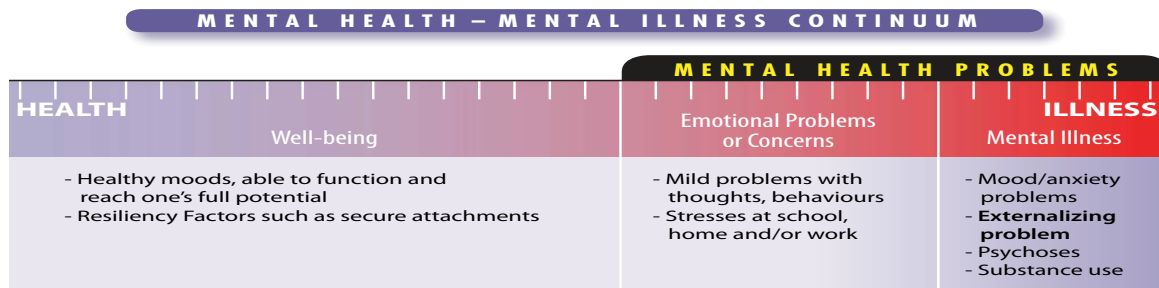 MENTAL HEALTH – MENTAL ILLNESS CONTINUUM
MENTAL HEALTH PROBLEMS
HEALTH
ILLNESS
Well-being
Emotional Problems
or Concerns
Mental Illness
- Healthy moods, able to function and
reach one's full potential
- Resiliency Factors such as secure attachments
- Mild problems with
thoughts, behaviours
- Stresses at school,
home and/or work
- Mood/anxiety
problems
- Externalizing
problem
- Psychoses
- Substance use